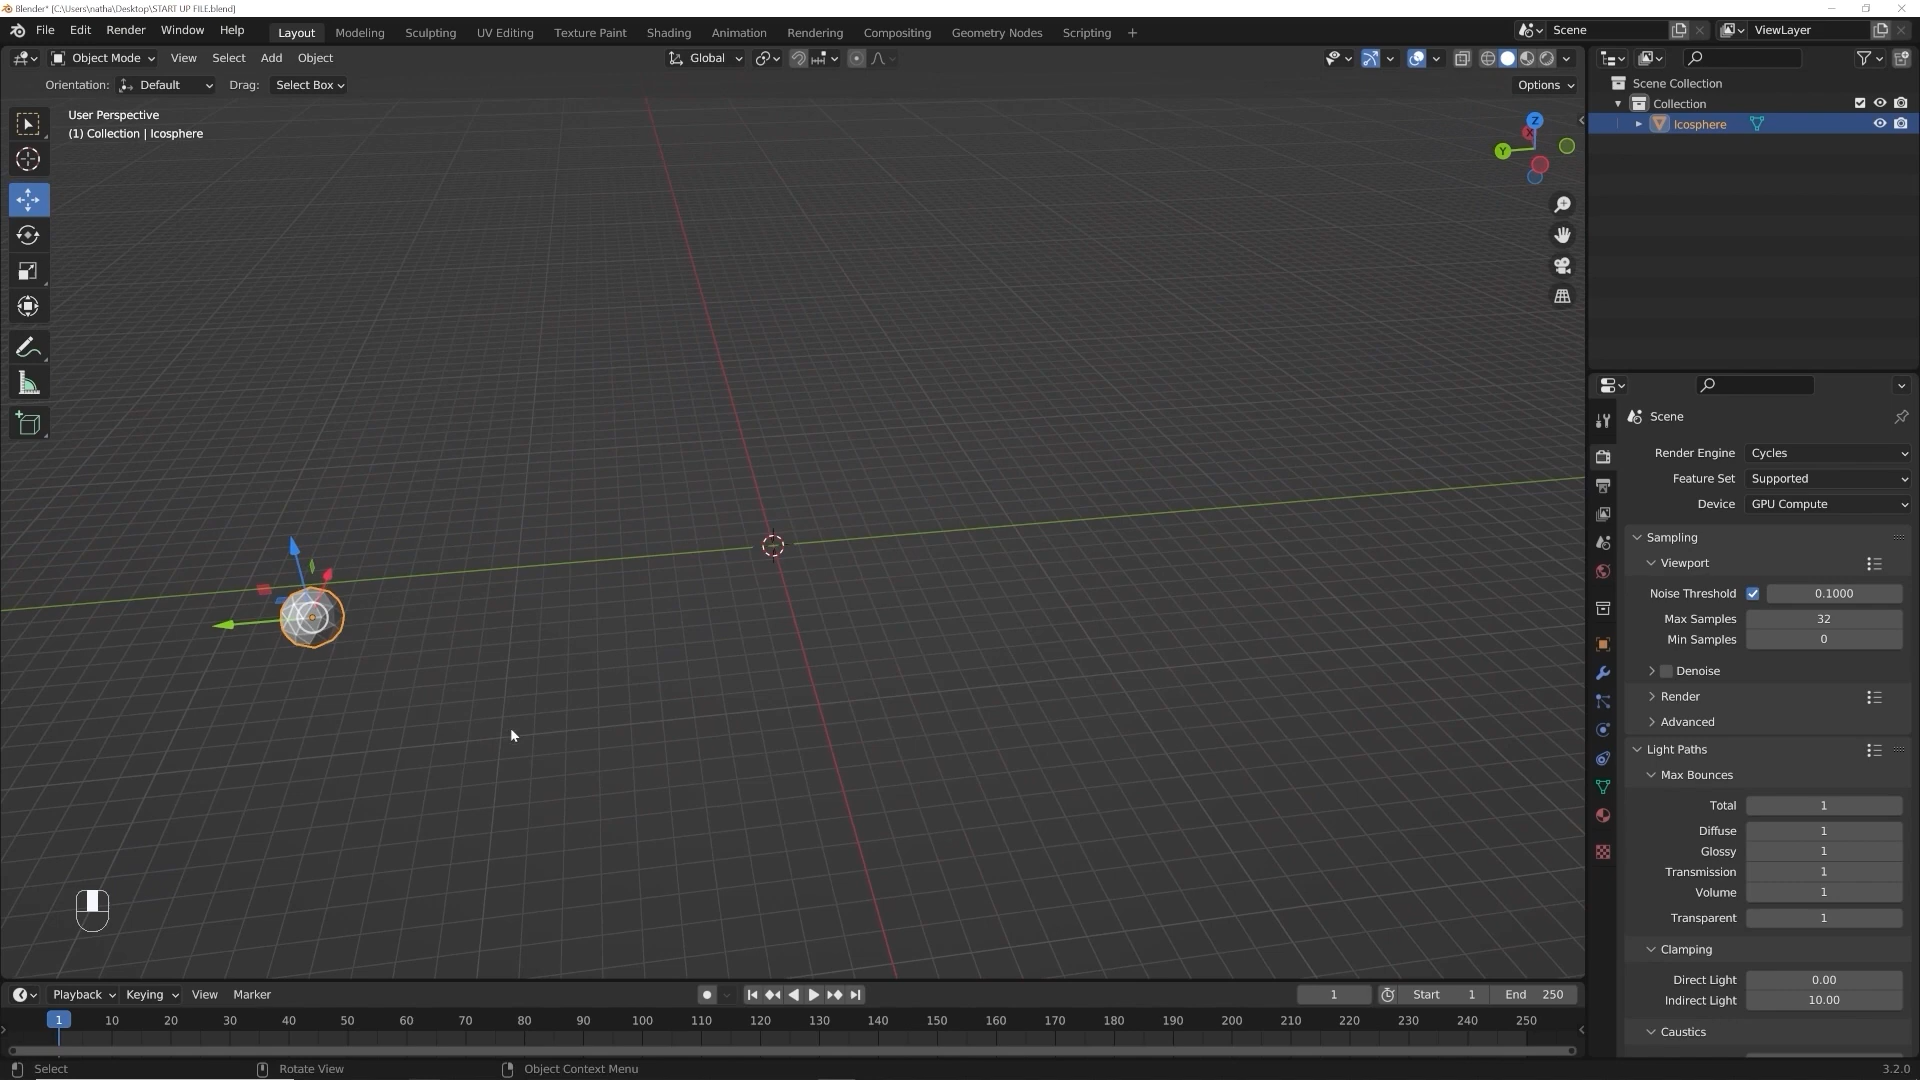 Blender* [C:\Users\natha\Desktop\START UP FILE.blend]
File Edit Render Window Help Layout Modeling Sculpting UV Editing Texture Paint Shading Animation Rendering Compositing Geometry Nodes Scripting + Scene ViewLayer
Object Mode View Select Add Object Global
Orientation: Default Drag: Select Box Options
User Perspective
(1) Collection | Icosphere
Z
X
Y
Scene Collection
Collection
Icosphere
Scene
Render Engine Cycles
Feature Set Supported
Device GPU Compute
Sampling
Viewport
Noise Threshold 0.1000
Max Samples 32
Min Samples 0
Denoise
Render
Advanced
Light Paths
Max Bounces
Total 1
Diffuse 1
Glossy 1
Transmission 1
Volume 1
Transparent 1
Clamping
Direct Light 0.00
Indirect Light 10.00
Caustics
Playback Keying View Marker 1 Start 1 End 250
1 10 20 30 40 50 60 70 80 90 100 110 120 130 140 150 160 170 180 190 200 210 220 230 240 250
Select Rotate View Object Context Menu 3.2.0